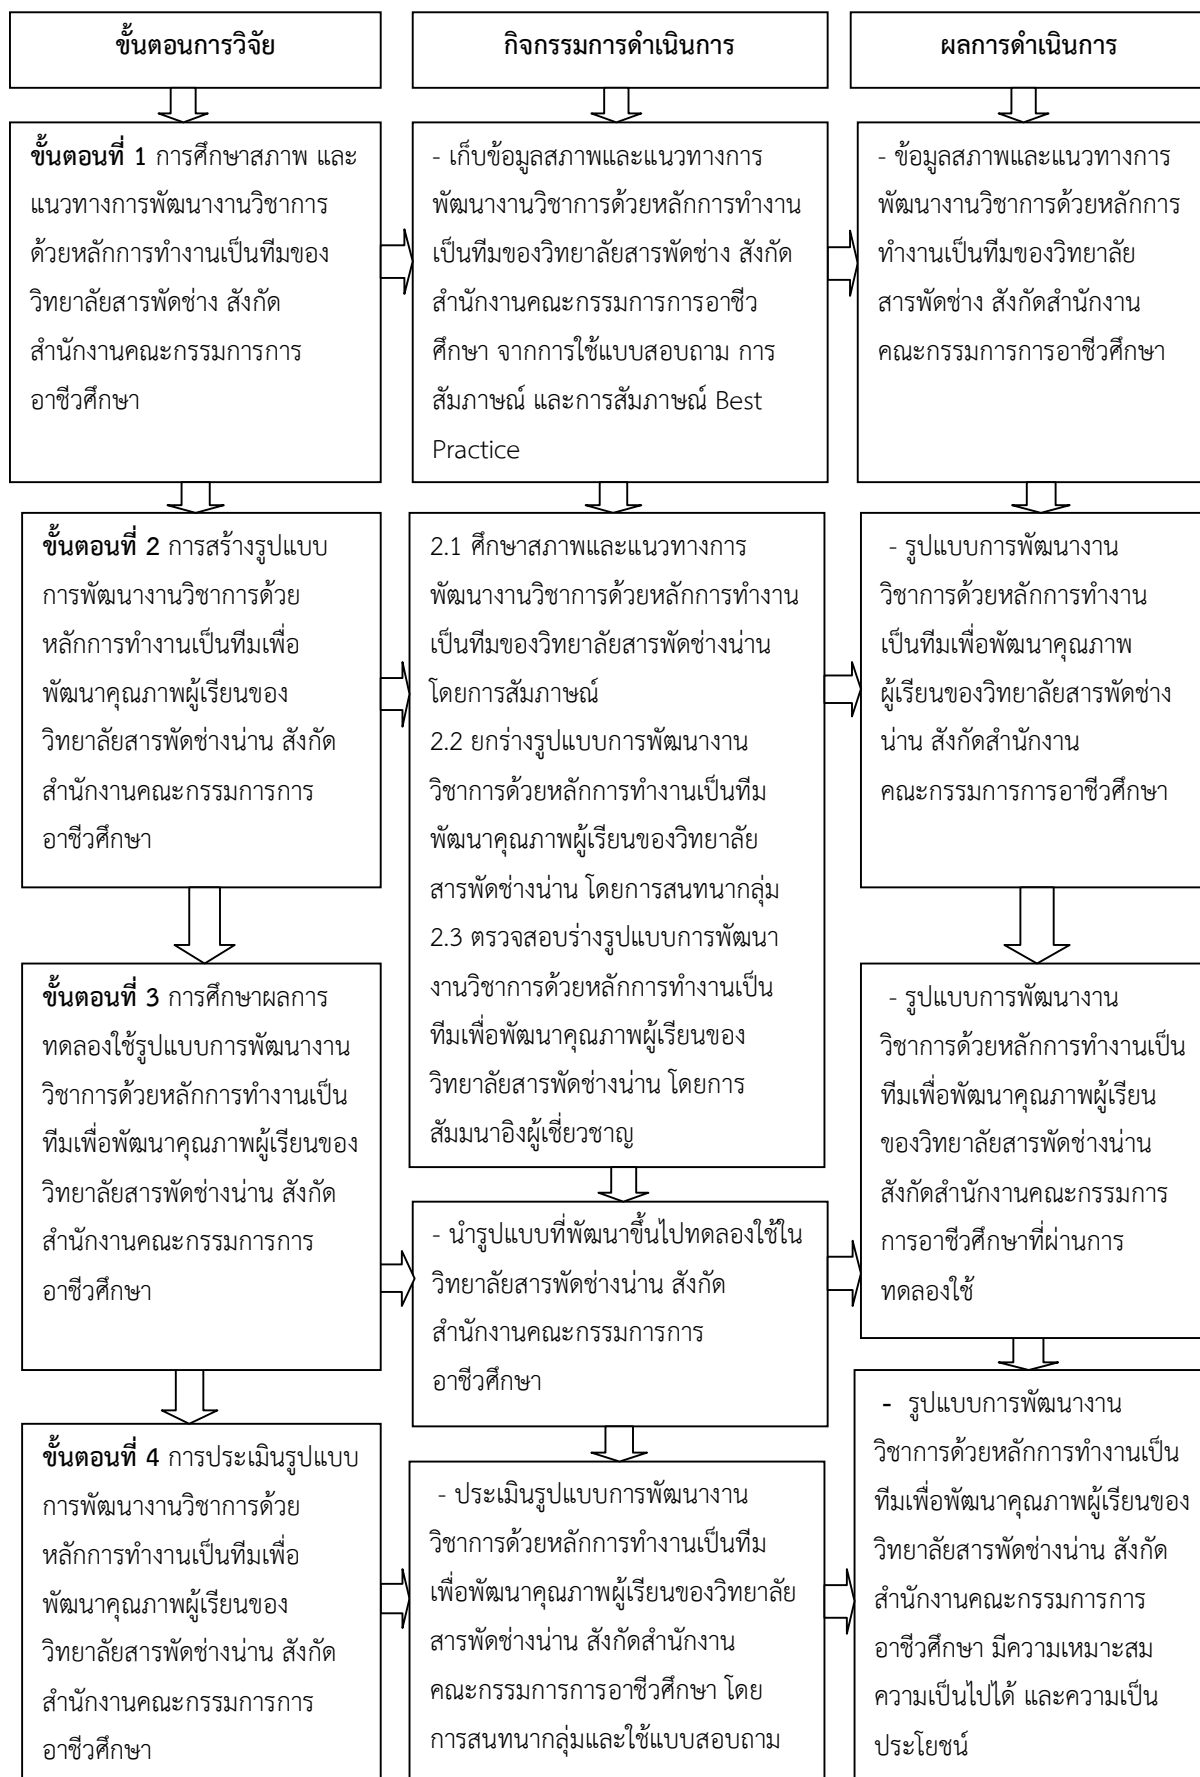 ขั้นตอนการวิจัย
กิจกรรมการดำเนินการ
ผลการดำเนินการ
ขั้นตอนที่ 1 การศึกษาสภาพ และ
แนวทางการพัฒนางานวิชาการ
ด้วยหลักการทำงานเป็นทีมของ
วิทยาลัยสารพัดช่าง สังกัด
สำนักงานคณะกรรมการการ
อาชีวศึกษา
- เก็บข้อมูลสภาพและแนวทางการ
พัฒนางานวิชาการด้วยหลักการทำงาน
เป็นทีมของวิทยาลัยสารพัดช่าง สังกัด
สำนักงานคณะกรรมการการอาชีว
ศึกษา จากการใช้แบบสอบถาม การ
สัมภาษณ์ และการสัมภาษณ์ Best
Practice
- ข้อมูลสภาพและแนวทางการ
พัฒนางานวิชาการด้วยหลักการ
ทำงานเป็นทีมของวิทยาลัย
สารพัดช่าง สังกัดสำนักงาน
คณะกรรมการการอาชีวศึกษา
ขั้นตอนที่ 2 การสร้างรูปแบบ
การพัฒนางานวิชาการด้วย
หลักการทำงานเป็นทีมเพื่อ
พัฒนาคุณภาพผู้เรียนของ
วิทยาลัยสารพัดช่างน่าน สังกัด
สำนักงานคณะกรรมการการ
อาชีวศึกษา
2.1 ศึกษาสภาพและแนวทางการ
พัฒนางานวิชาการด้วยหลักการทำงาน
เป็นทีมของวิทยาลัยสารพัดช่างน่าน
โดยการสัมภาษณ์
2.2 ยกร่างรูปแบบการพัฒนางาน
วิชาการด้วยหลักการทำงานเป็นทีม
พัฒนาคุณภาพผู้เรียนของวิทยาลัย
สารพัดช่างน่าน โดยการสนทนากลุ่ม
2.3 ตรวจสอบร่างรูปแบบการพัฒนา
งานวิชาการด้วยหลักการทำงานเป็น
ทีมเพื่อพัฒนาคุณภาพผู้เรียนของ
วิทยาลัยสารพัดช่างน่าน โดยการ
สัมมนาอิงผู้เชี่ยวชาญ
- รูปแบบการพัฒนางาน
วิชาการด้วยหลักการทำงาน
เป็นทีมเพื่อพัฒนาคุณภาพ
ผู้เรียนของวิทยาลัยสารพัดช่าง
น่าน สังกัดสำนักงาน
คณะกรรมการการอาชีวศึกษา
ขั้นตอนที่ 3 การศึกษาผลการ
ทดลองใช้รูปแบบการพัฒนางาน
วิชาการด้วยหลักการทำงานเป็น
ทีมเพื่อพัฒนาคุณภาพผู้เรียนของ
วิทยาลัยสารพัดช่างน่าน สังกัด
สำนักงานคณะกรรมการการ
อาชีวศึกษา
- นำรูปแบบที่พัฒนาขึ้นไปทดลองใช้ใน
วิทยาลัยสารพัดช่างน่าน สังกัด
สำนักงานคณะกรรมการการ
อาชีวศึกษา
- รูปแบบการพัฒนางาน
วิชาการด้วยหลักการทำงานเป็น
ทีมเพื่อพัฒนาคุณภาพผู้เรียน
ของวิทยาลัยสารพัดช่างน่าน
สังกัดสำนักงานคณะกรรมการ
การอาชีวศึกษาที่ผ่านการ
ทดลองใช้
ขั้นตอนที่ 4 การประเมินรูปแบบ
การพัฒนางานวิชาการด้วย
หลักการทำงานเป็นทีมเพื่อ
พัฒนาคุณภาพผู้เรียนของ
วิทยาลัยสารพัดช่างน่าน สังกัด
สำนักงานคณะกรรมการการ
อาชีวศึกษา
- ประเมินรูปแบบการพัฒนางาน
วิชาการด้วยหลักการทำงานเป็นทีม
เพื่อพัฒนาคุณภาพผู้เรียนของวิทยาลัย
สารพัดช่างน่าน สังกัดสำนักงาน
คณะกรรมการการอาชีวศึกษา โดย
การสนทนากลุ่มและใช้แบบสอบถาม
- รูปแบบการพัฒนางาน
วิชาการด้วยหลักการทำงานเป็น
ทีมเพื่อพัฒนาคุณภาพผู้เรียนของ
วิทยาลัยสารพัดช่างน่าน สังกัด
สำนักงานคณะกรรมการการ
อาชีวศึกษา มีความเหมาะสม
ความเป็นไปได้ และความเป็น
ประโยชน์